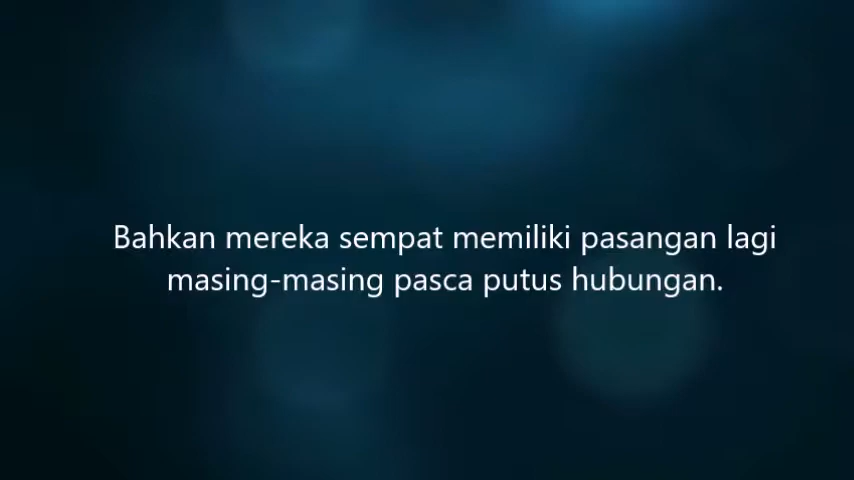 Bahkan mereka sempat memiliki pasangan lagi
masing-masing pasca putus hubungan.